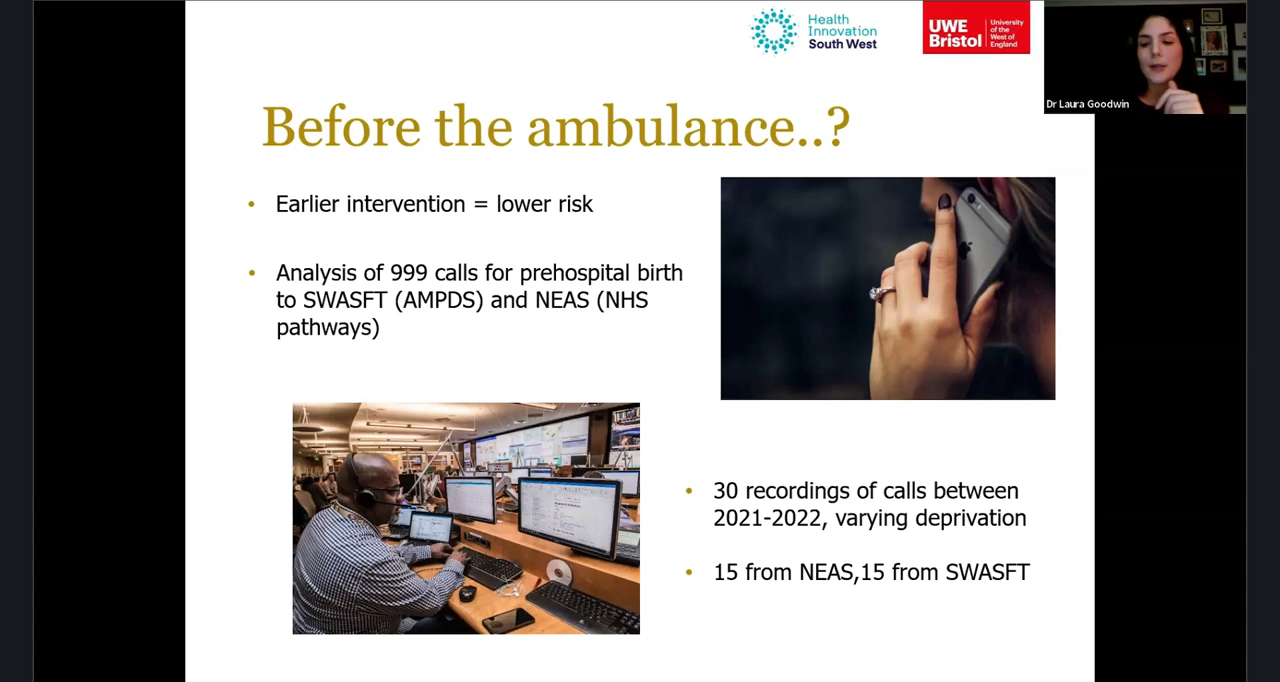 Health
Innovation
South West
UWE
Bristol
University
of the
West of
England
Dr Laura Goodwin
Before the ambulance..?
• Earlier intervention = lower risk
• Analysis of 999 calls for prehospital birth
to SWASFT (AMPDS) and NEAS (NHS
pathways)
• 30 recordings of calls between
2021-2022, varying deprivation
• 15 from NEAS,15 from SWASFT